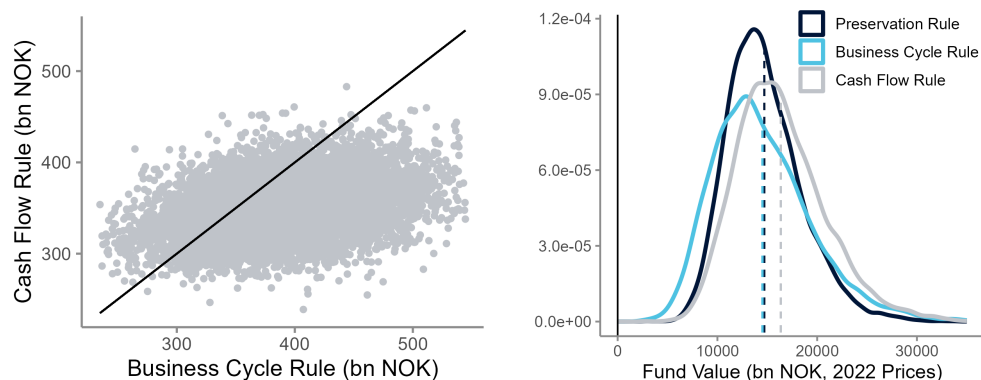 Cash Flow Rule (bn NOK)
500
400
300
300
400
500
Business Cycle Rule (bn NOK)
1.2e-04
9.0e-05
6.0e-05
3.0e-05
0.0e+00
Preservation Rule
Business Cycle Rule
Cash Flow Rule
0
10000
20000
30000
Fund Value (bn NOK, 2022 Prices)